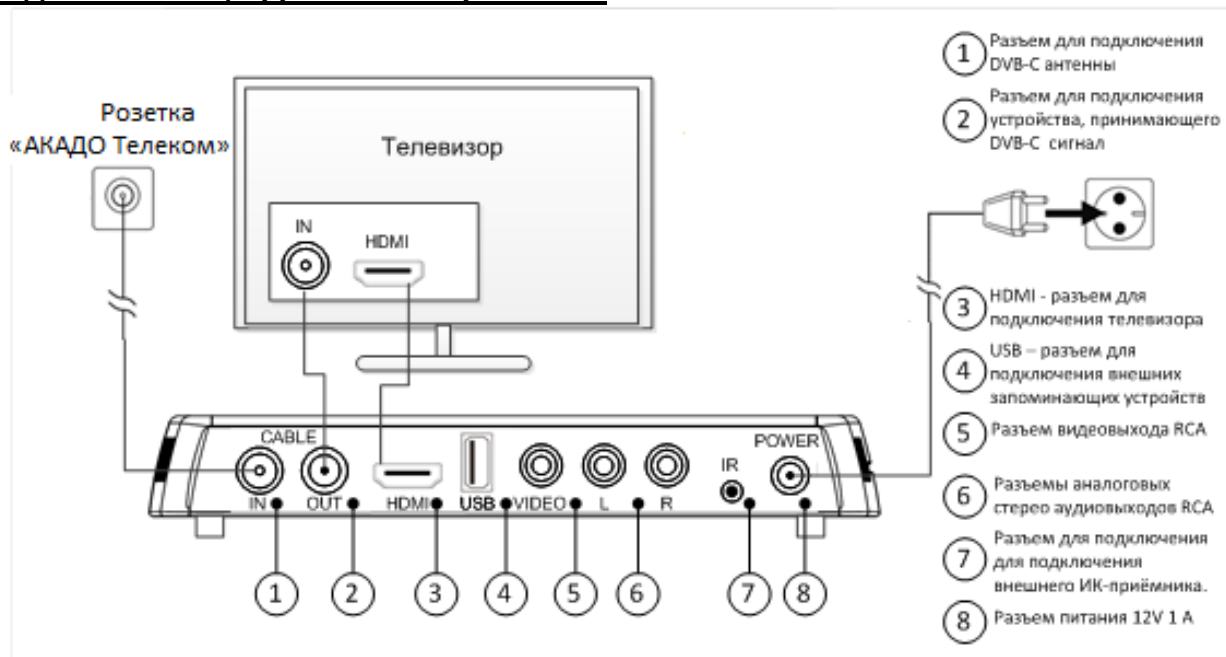 Розетка
«АКАДО Телеком»
Телевизор
IN
HDMI
CABLE
IN
OUT
HDMI
USB
VIDEO
L
R
IR
POWER
1
2
3
4
5
6
7
8
1 Разъем для подключения
DVB-C антенны
2 Разъем для подключения
устройства, принимающего
DVB-C сигнал
3 HDMI - разъем для
подключения телевизора
4 USB – разъем для
подключения внешних
запоминающих устройств
5 Разъем видеовыхода RCA
6 Разъемы аналоговых
стерео аудиовыходов RCA
7 Разъем для подключения
для подключения
внешнего ИК-приёмника.
8 Разъем питания 12V 1 A